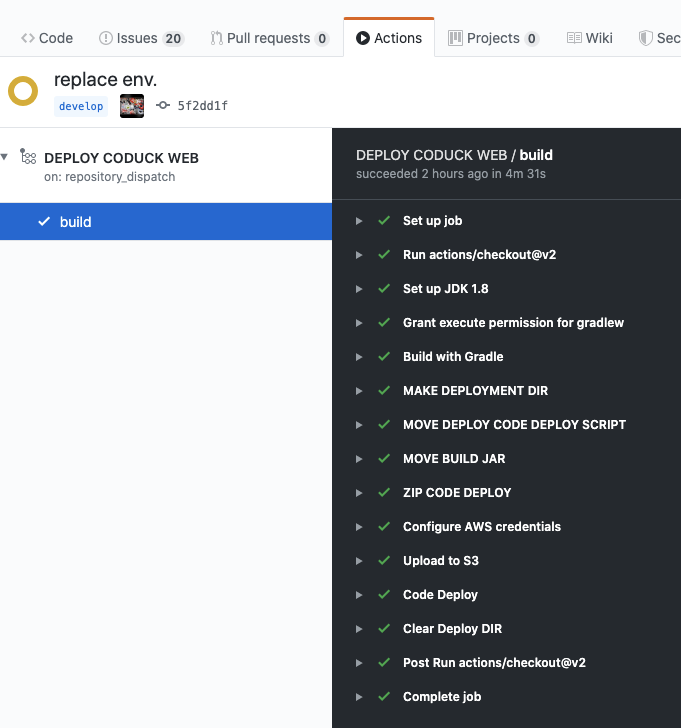 Code Issues 20 Pull requests 0 Actions Projects 0 Wiki Sec
replace env.
develop 5f2dd1f
DEPLOY CODUCK WEB
on: repository_dispatch
build
DEPLOY CODUCK WEB / build
succeeded 2 hours ago in 4m 31s
Set up job
Run actions/checkout@v2
Set up JDK 1.8
Grant execute permission for gradlew
Build with Gradle
MAKE DEPLOYMENT DIR
MOVE DEPLOY CODE DEPLOY SCRIPT
MOVE BUILD JAR
ZIP CODE DEPLOY
Configure AWS credentials
Upload to S3
Code Deploy
Clear Deploy DIR
Post Run actions/checkout@v2
Complete job